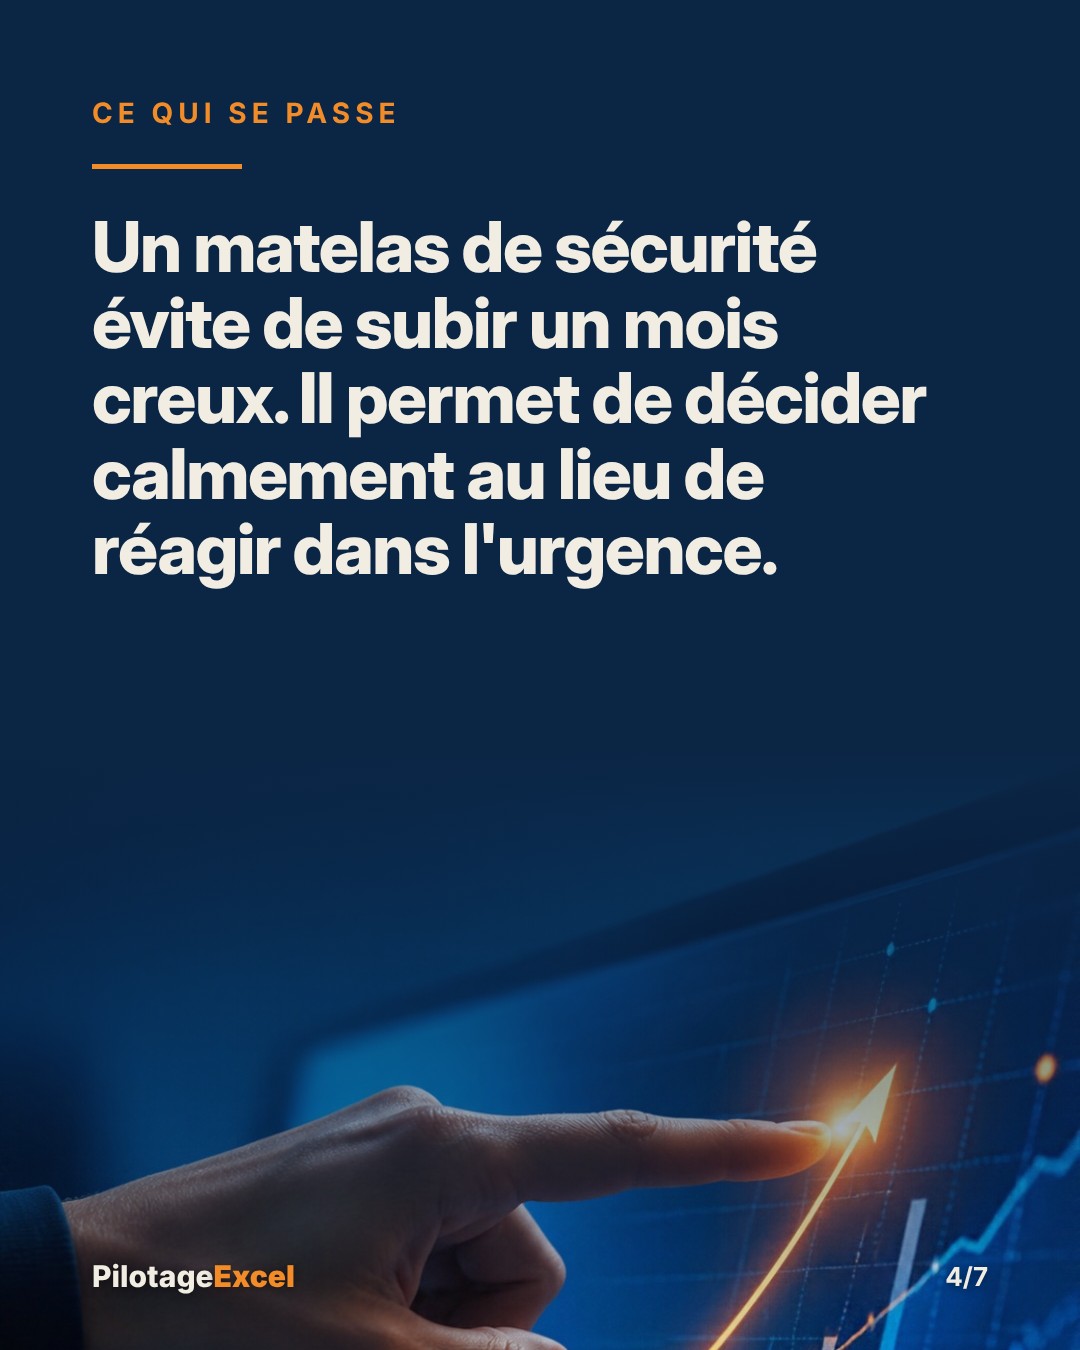 CE QUI SE PASSE
Un matelas de sécurité
évite de subir un mois
creux. Il permet de décider
calmement au lieu de
réagir dans l'urgence.
PilotageExcel
4/7